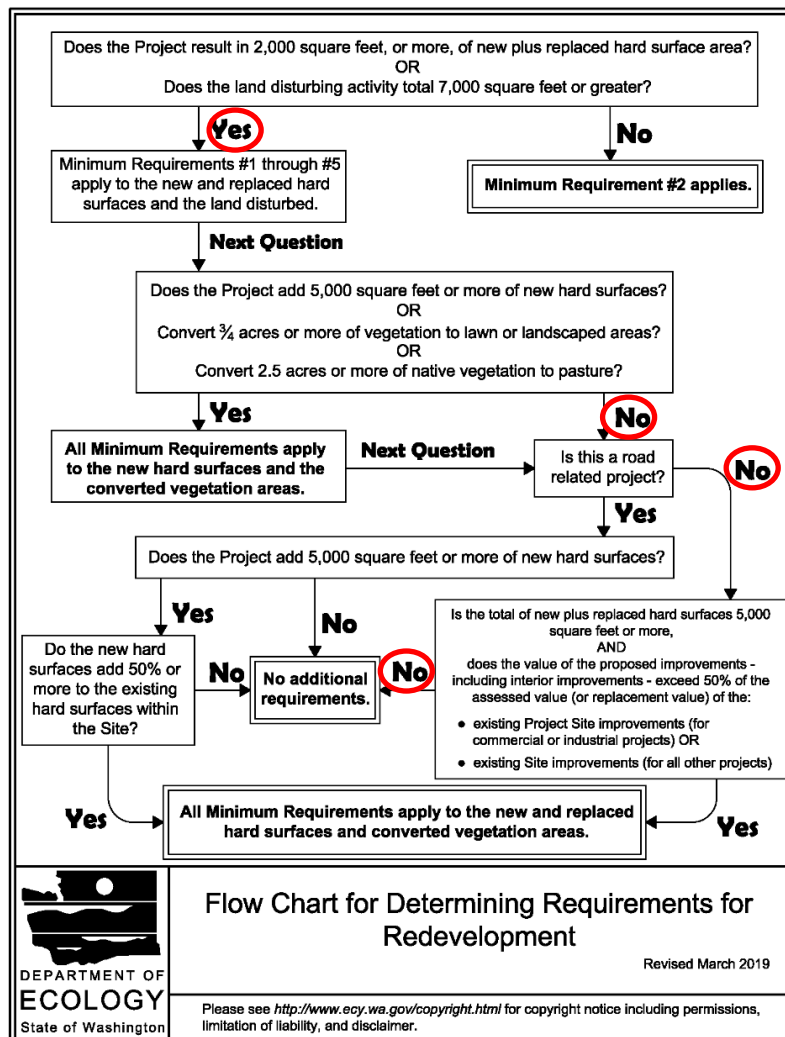 Does the Project result in 2,000 square feet, or more, of new plus replaced hard surface area?
OR
Does the land disturbing activity total 7,000 square feet or greater?
Yes
No
Minimum Requirements #1 through #5
apply to the new and replaced hard
surfaces and the land disturbed.
Minimum Requirement #2 applies.
Next Question
Does the Project add 5,000 square feet or more of new hard surfaces?
OR
Convert ¾ acres or more of vegetation to lawn or landscaped areas?
OR
Convert 2.5 acres or more of native vegetation to pasture?
Yes
No
All Minimum Requirements apply
to the new hard surfaces and the
converted vegetation areas.
Next Question
Is this a road
related project?
No
Yes
Does the Project add 5,000 square feet or more of new hard surfaces?
Yes
No
Do the new hard
surfaces add 50% or
more to the existing
hard surfaces within
the Site?
No
No additional
requirements.
No
Is the total of new plus replaced hard surfaces 5,000
square feet or more,
AND
does the value of the proposed improvements -
including interior improvements - exceed 50% of the
assessed value (or replacement value) of the:
● existing Project Site improvements (for
commercial or industrial projects) OR
● existing Site improvements (for all other projects)
Yes
All Minimum Requirements apply to the new and replaced
hard surfaces and converted vegetation areas.
Yes
DEPARTMENT OF
ECOLOGY
State of Washington
Flow Chart for Determining Requirements for
Redevelopment
Revised March 2019
Please see http://www.ecy.wa.gov/copyright.html for copyright notice including permissions,
limitation of liability, and disclaimer.